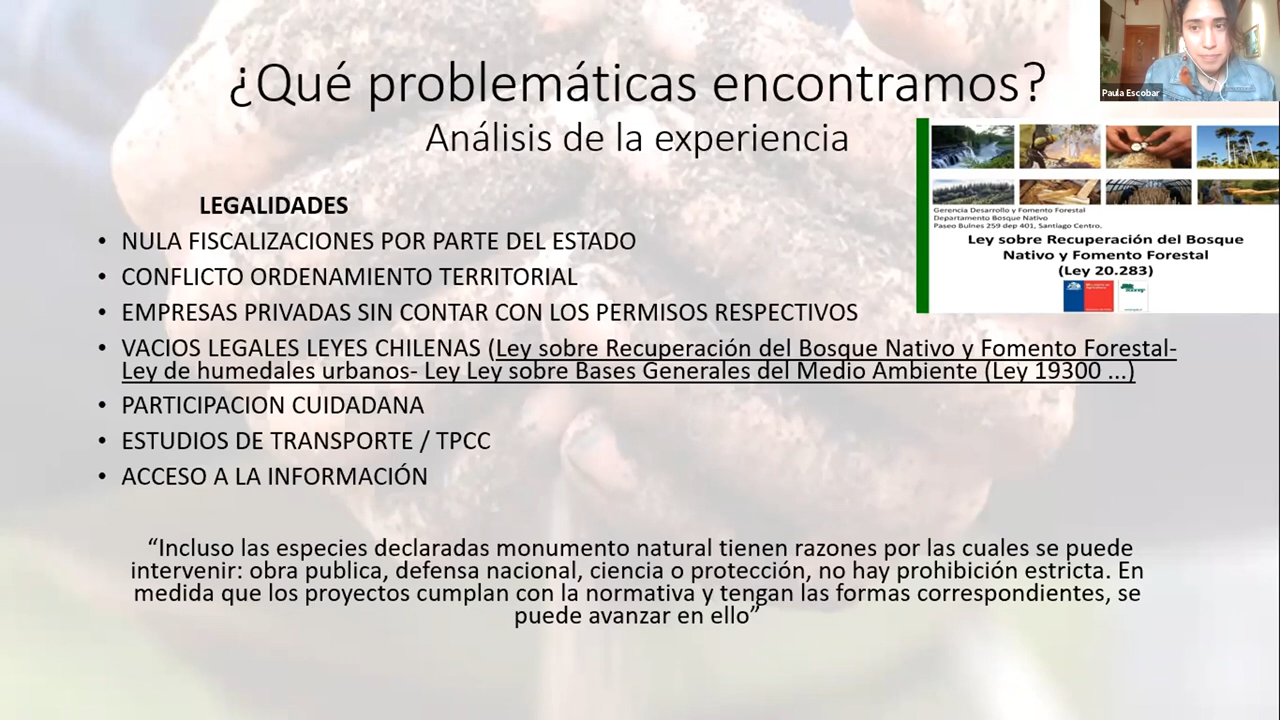 ¿Qué problemáticas encontramos?
Análisis de la experiencia
Paula Escobar
Gerencia Desarrollo y Fomento Forestal
Departamento Bosque Nativo
Paseo Bulnes 259 dep 401, Santiago Centro.
Ley sobre Recuperación del Bosque
Nativo y Fomento Forestal
(Ley 20.283)
LEGALIDADES
• NULA FISCALIZACIONES POR PARTE DEL ESTADO
• CONFLICTO ORDENAMIENTO TERRITORIAL
• EMPRESAS PRIVADAS SIN CONTAR CON LOS PERMISOS RESPECTIVOS
• VACIOS LEGALES LEYES CHILENAS (Ley sobre Recuperación del Bosque Nativo y Fomento Forestal-
Ley de humedales urbanos- Ley Ley sobre Bases Generales del Medio Ambiente (Ley 19300 ...)
• PARTICIPACION CUIDADANA
• ESTUDIOS DE TRANSPORTE / TPCC
• ACCESO A LA INFORMACIÓN
“Incluso las especies declaradas monumento natural tienen razones por las cuales se puede
intervenir: obra publica, defensa nacional, ciencia o protección, no hay prohibición estricta. En
medida que los proyectos cumplan con la normativa y tengan las formas correspondientes, se
puede avanzar en ello”